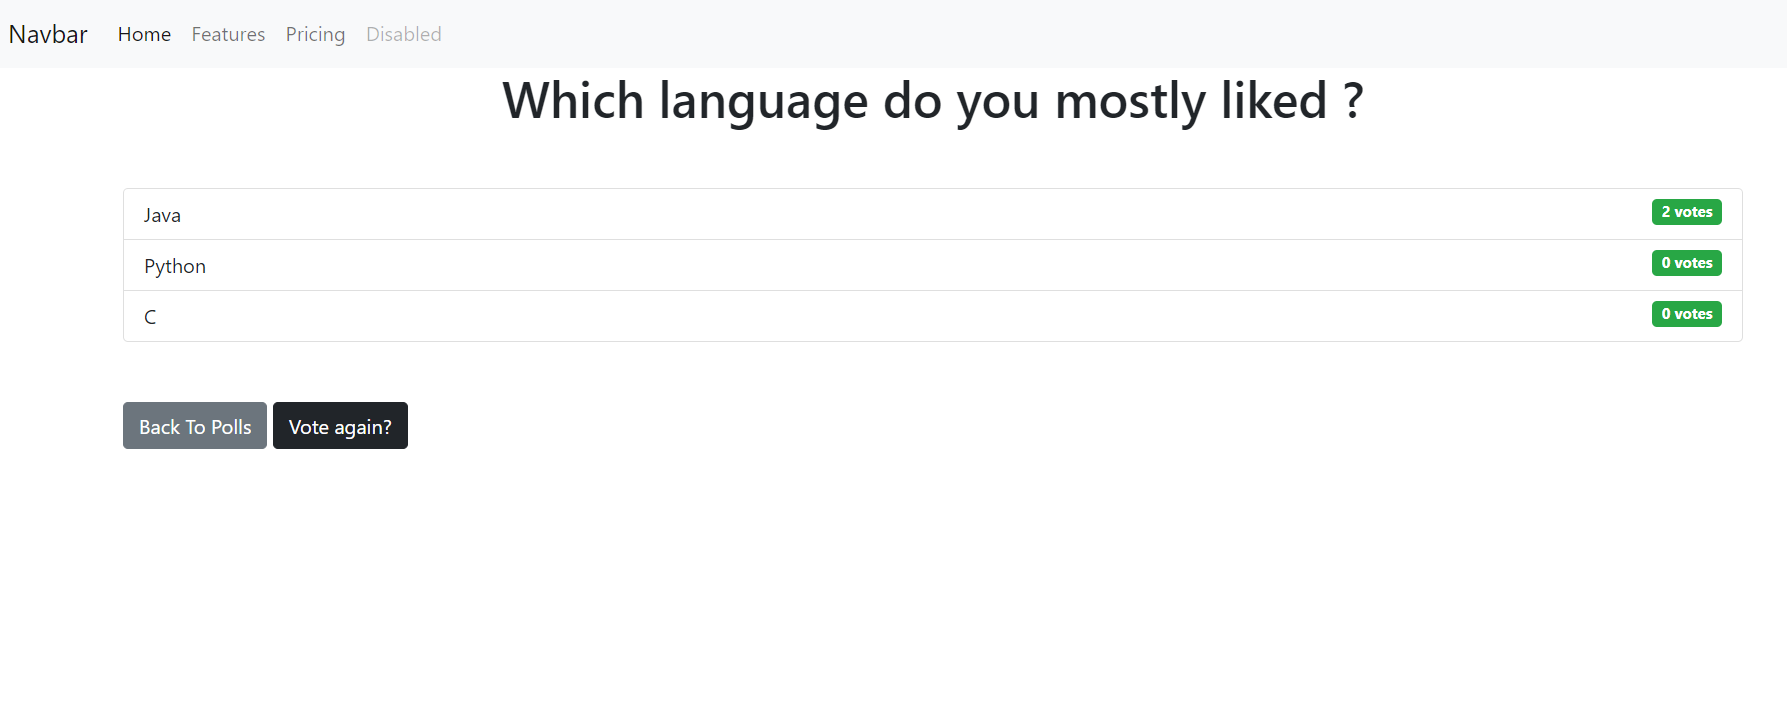 Navbar Home Features Pricing Disabled
Which language do you mostly liked ?
Java 2 votes
Python 0 votes
C 0 votes
Back To Polls Vote again?